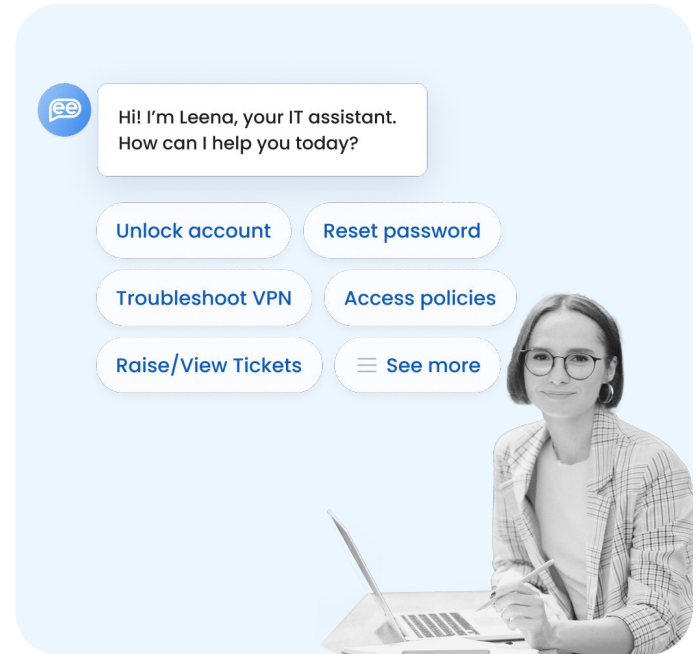 ee
Hi! I’m Leena, your IT assistant.
How can I help you today?
Unlock account
Reset password
Troubleshoot VPN
Access policies
Raise/View Tickets
See more